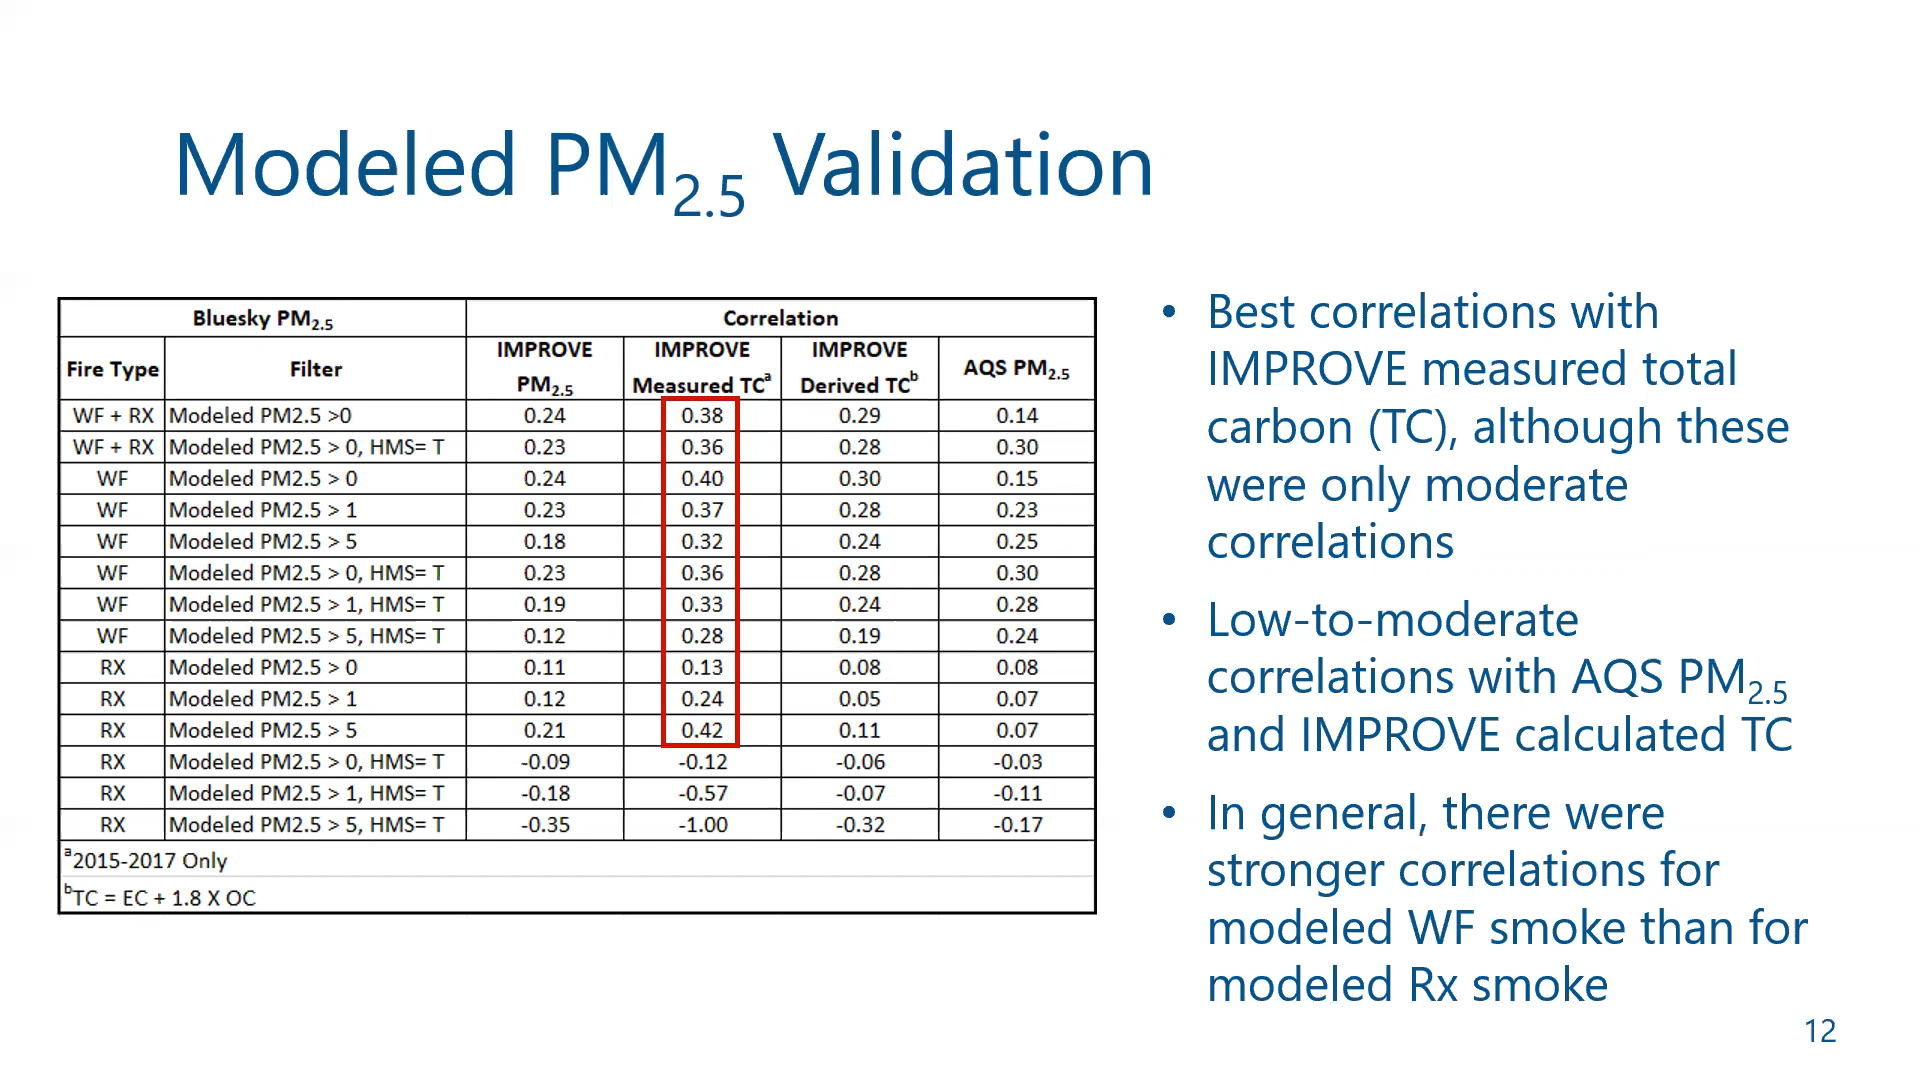 Modeled PM2.5 Validation
Bluesky PM2.5 Correlation
Fire Type Filter IMPROVE PM2.5 IMPROVE Measured TCa IMPROVE Derived TCb AQS PM2.5
WF + RX Modeled PM2.5 >0 0.24 0.38 0.29 0.14
WF + RX Modeled PM2.5 > 0, HMS= T 0.23 0.36 0.28 0.30
WF Modeled PM2.5 > 0 0.24 0.40 0.30 0.15
WF Modeled PM2.5 > 1 0.23 0.37 0.28 0.23
WF Modeled PM2.5 > 5 0.18 0.32 0.24 0.25
WF Modeled PM2.5 > 0, HMS= T 0.23 0.36 0.28 0.30
WF Modeled PM2.5 > 1, HMS= T 0.19 0.33 0.24 0.28
WF Modeled PM2.5 > 5, HMS= T 0.12 0.28 0.19 0.24
RX Modeled PM2.5 > 0 0.11 0.13 0.08 0.08
RX Modeled PM2.5 > 1 0.12 0.24 0.05 0.07
RX Modeled PM2.5 > 5 0.21 0.42 0.11 0.07
RX Modeled PM2.5 > 0, HMS= T -0.09 -0.12 -0.06 -0.03
RX Modeled PM2.5 > 1, HMS= T -0.18 -0.57 -0.07 -0.11
RX Modeled PM2.5 > 5, HMS= T -0.35 -1.00 -0.32 -0.17
a2015-2017 Only
bTC = EC + 1.8 X OC
• Best correlations with
IMPROVE measured total
carbon (TC), although these
were only moderate
correlations
• Low-to-moderate
correlations with AQS PM2.5
and IMPROVE calculated TC
• In general, there were
stronger correlations for
modeled WF smoke than for
modeled Rx smoke
12